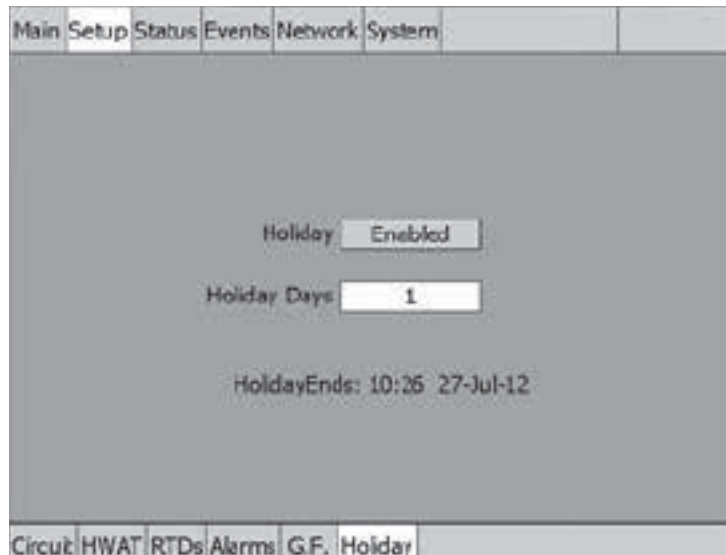 Main Setup Status Events Network System
Holiday Enabled
Holiday Days 1
HolidayEnds: 10:26 27-Jul-12
Circuit HWAT RTDs Alarms G.F. Holiday